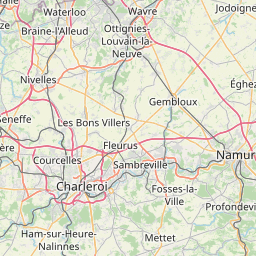 Waterloo
Wavre
Jodoigne
Braine-l'Alleud
Ottignies-
Louvain-la-
Neuve
Nivelles
Éghez
Gembloux
Seneffe
Les Bons Villers
Fleurus
ère
Courcelles
Sambreville
Namur
Charleroi
Fosses-la-
Ville
Profondevi
Ham-sur-Heure-
Nalinnes
Mettet